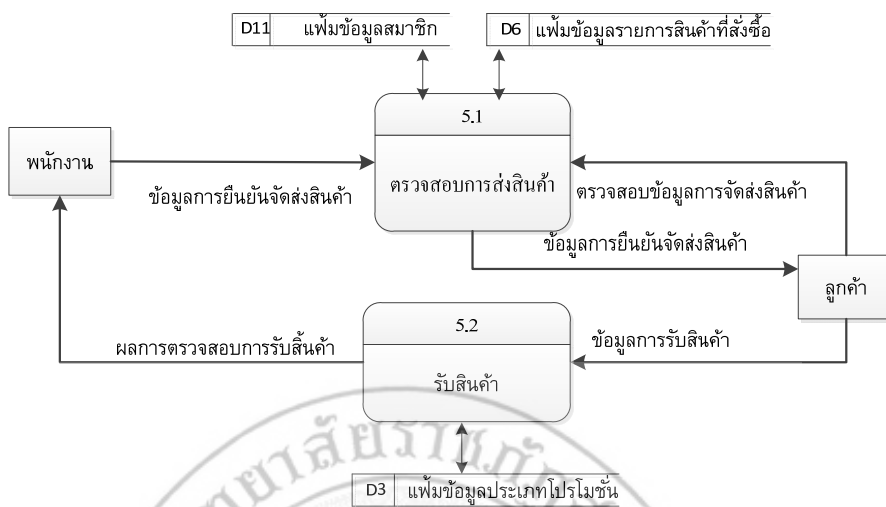 D11 แฟ้มข้อมูลสมาชิก
D6 แฟ้มข้อมูลรายการสินค้าที่สั่งซื้อ
5.1
ตรวจสอบการส่งสินค้า
พนักงาน
ข้อมูลการยืนยันจัดส่งสินค้า
ตรวจสอบข้อมูลการจัดส่งสินค้า
ข้อมูลการยืนยันจัดส่งสินค้า
ลูกค้า
5.2
รับสินค้า
ผลการตรวจสอบการรับสิ้นค้า
ข้อมูลการรับสินค้า
D3 แฟ้มข้อมูลประเภทโปรโมชั่น